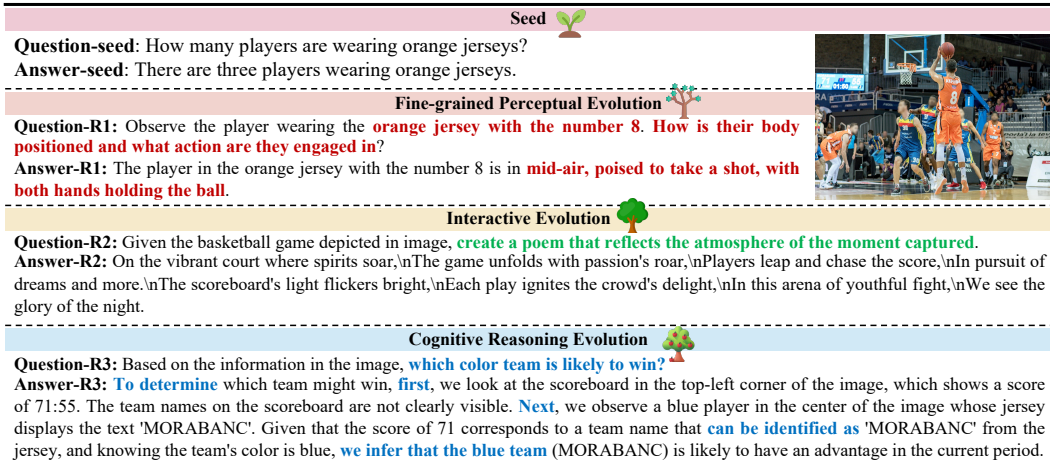 Seed
Question-seed: How many players are wearing orange jerseys?
Answer-seed: There are three players wearing orange jerseys.
8
Fine-grained Perceptual Evolution
Question-R1: Observe the player wearing the orange jersey with the number 8. How is their body
positioned and what action are they engaged in?
Answer-R1: The player in the orange jersey with the number 8 is in mid-air, poised to take a shot, with
both hands holding the ball.
Interactive Evolution
Question-R2: Given the basketball game depicted in image, create a poem that reflects the atmosphere of the moment captured.
Answer-R2: On the vibrant court where spirits soar,\nThe game unfolds with passion's roar,\nPlayers leap and chase the score,\nIn pursuit of
dreams and more.\nThe scoreboard's light flickers bright,\nEach play ignites the crowd's delight,\nIn this arena of youthful fight,\nWe see the
glory of the night.
Cognitive Reasoning Evolution
Question-R3: Based on the information in the image, which color team is likely to win?
Answer-R3: To determine which team might win, first, we look at the scoreboard in the top-left corner of the image, which shows a score
of 71:55. The team names on the scoreboard are not clearly visible. Next, we observe a blue player in the center of the image whose jersey
displays the text 'MORABANC'. Given that the score of 71 corresponds to a team name that can be identified as 'MORABANC' from the
jersey, and knowing the team's color is blue, we infer that the blue team (MORABANC) is likely to have an advantage in the current period.